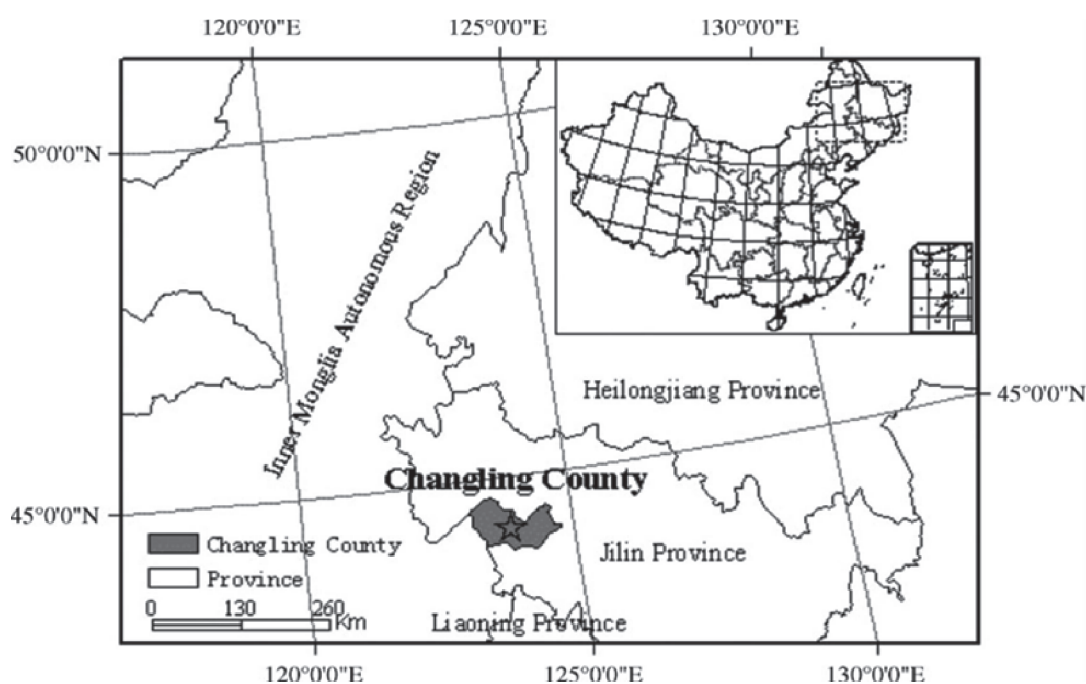 120°0'0"E 125°0'0"E 130°0'0"E
50°0'0"N
Inner Monglia Autonomous Region
Heilongjiang Province
45°0'0"N
Changling County
45°0'0"N
Changling County
Jilin Province
Province
0 130 260
Km
Liaoning Province
120°0'0"E 125°0'0"E 130°0'0"E